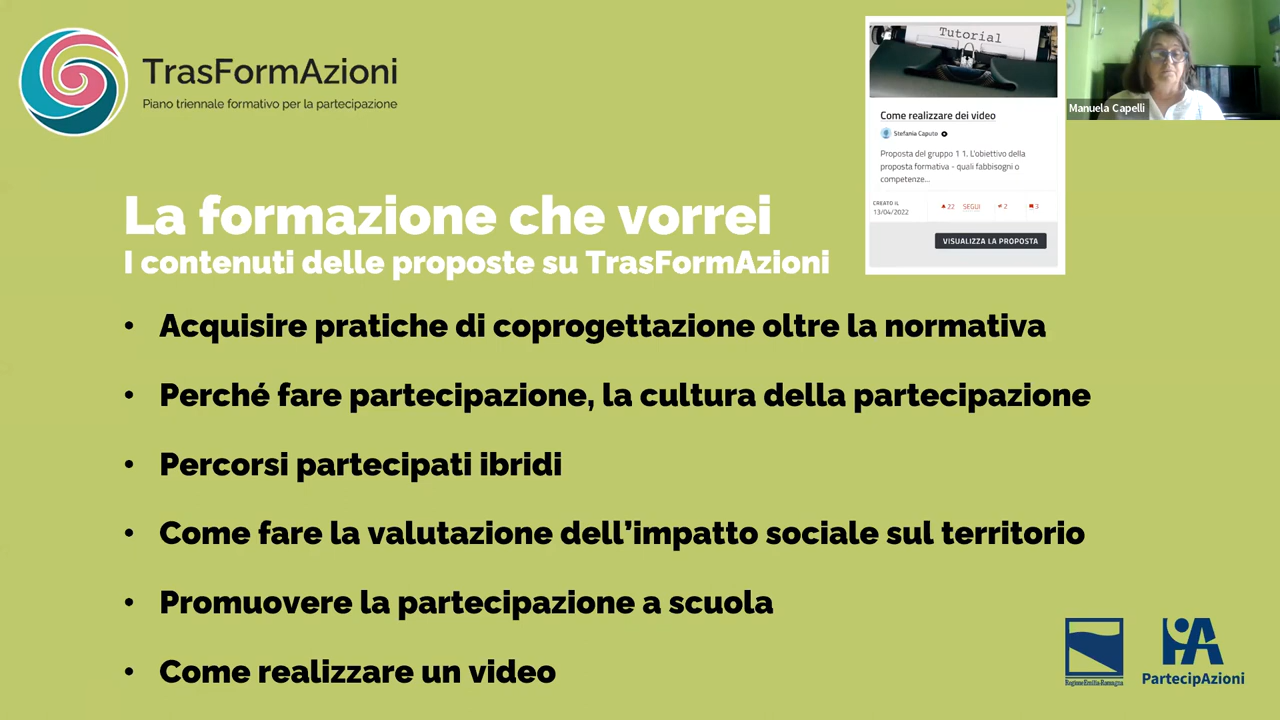 TrasFormAzioni
Piano triennale formativo per la partecipazione
Tutorial
Come realizzare dei video
Stefania Caputo
Proposta del gruppo 1 1. L'obiettivo della
proposta formativa - quali fabbisogni o
competenze...
CREATO IL
13/04/2022
22 SEGUI 2 3
VISUALIZZA LA PROPOSTA
Manuela Capelli
La formazione che vorrei
I contenuti delle proposte su TrasFormAzioni
• Acquisire pratiche di coprogettazione oltre la normativa
• Perché fare partecipazione, la cultura della partecipazione
• Percorsi partecipati ibridi
• Come fare la valutazione dell’impatto sociale sul territorio
• Promuovere la partecipazione a scuola
• Come realizzare un video
RegioneEmilia-Romagna
PA
PartecipAzioni